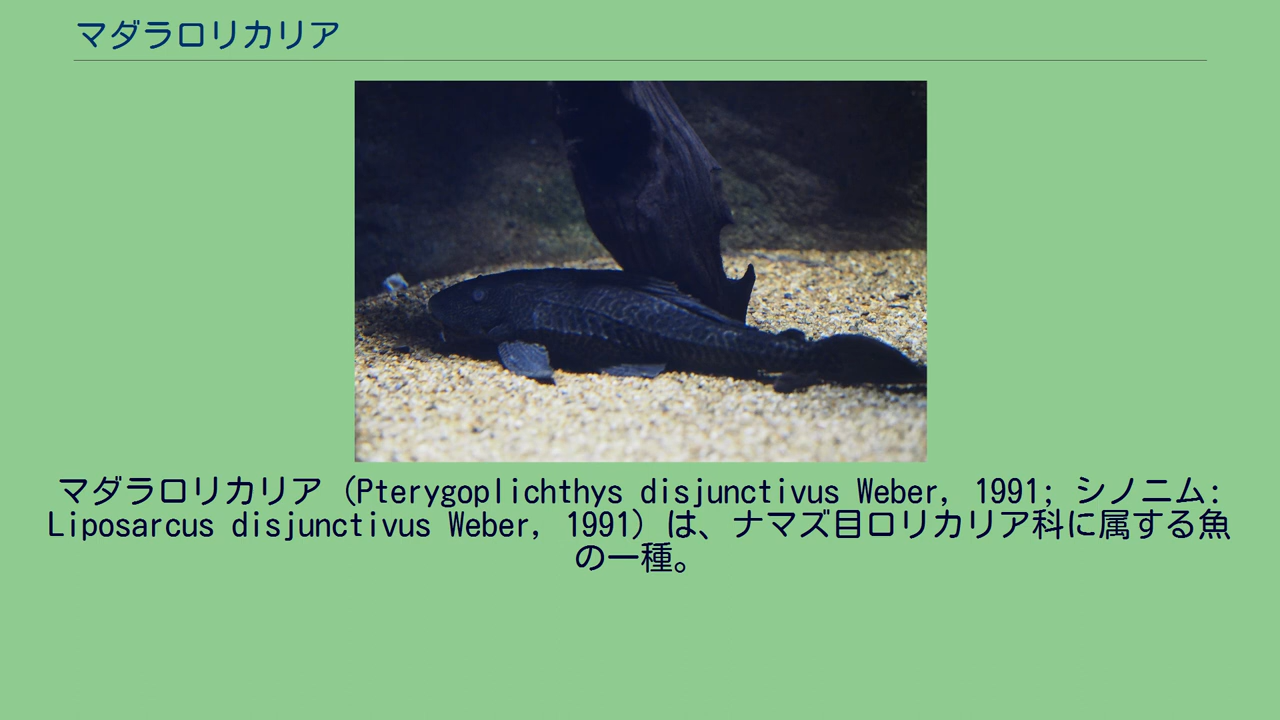 マダラロリカリア
マダラロリカリア（Pterygoplichthys disjunctivus Weber, 1991; シノニム:
Liposarcus disjunctivus Weber, 1991）は、ナマズ目ロリカリア科に属する魚
の一種。